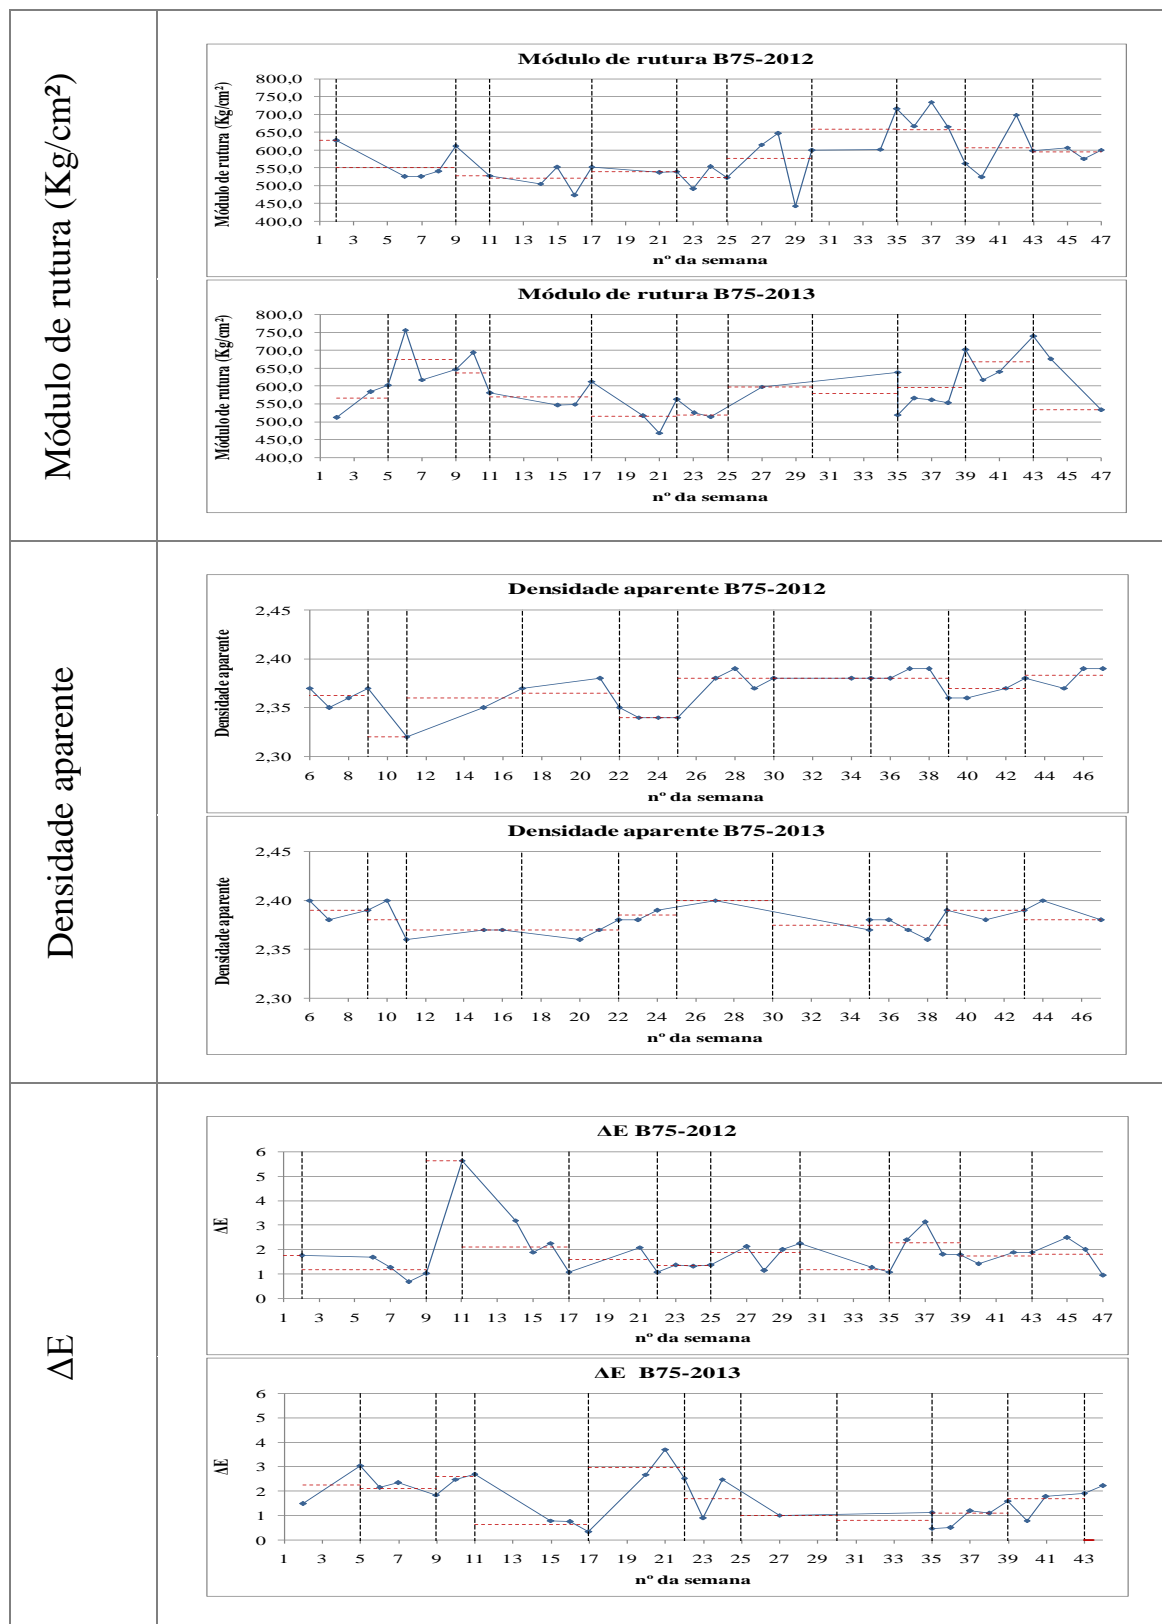 Módulo de rutura (Kg/cm²)
Módulo de rutura B75-2012
Módulo de rutura (Kg/cm²)
800,0
750,0
700,0
650,0
600,0
550,0
500,0
450,0
400,0
1 3 5 7 9 11 13 15 17 19 21 23 25 27 29 31 33 35 37 39 41 43 45 47
nº da semana
Módulo de rutura B75-2013
Módulo de rutura (Kg/cm²)
800,0
750,0
700,0
650,0
600,0
550,0
500,0
450,0
400,0
1 3 5 7 9 11 13 15 17 19 21 23 25 27 29 31 33 35 37 39 41 43 45 47
nº da semana
Densidade aparente
Densidade aparente B75-2012
Densidade aparente
2,45
2,40
2,35
2,30
6 8 10 12 14 16 18 20 22 24 26 28 30 32 34 36 38 40 42 44 46
nº da semana
Densidade aparente B75-2013
Densidade aparente
2,45
2,40
2,35
2,30
6 8 10 12 14 16 18 20 22 24 26 28 30 32 34 36 38 40 42 44 46
nº da semana
ΔE
ΔE B75-2012
ΔE
6
5
4
3
2
1
0
1 3 5 7 9 11 13 15 17 19 21 23 25 27 29 31 33 35 37 39 41 43 45 47
nº da semana
ΔE B75-2013
ΔE
6
5
4
3
2
1
0
1 3 5 7 9 11 13 15 17 19 21 23 25 27 29 31 33 35 37 39 41 43
nº da semana